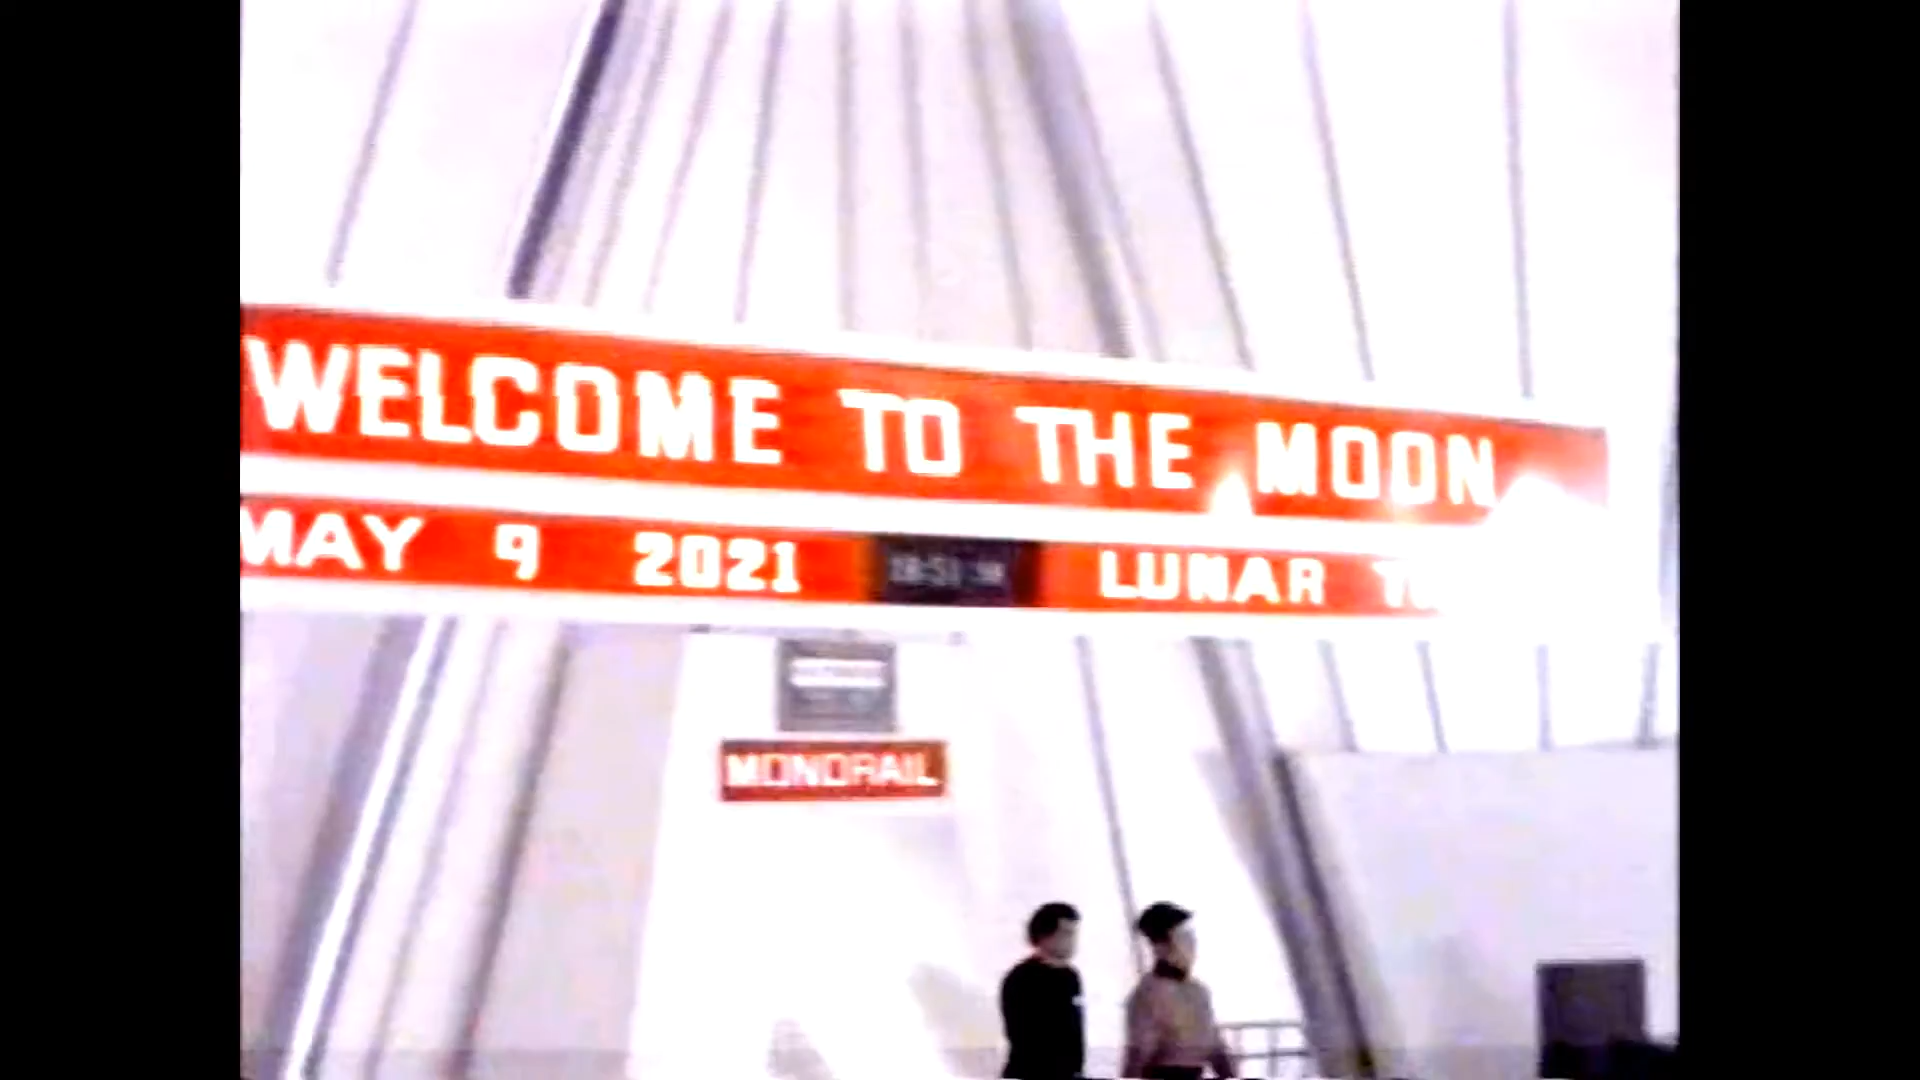 WELCOME TO THE MOON
MAY 9 2021
LUNAR
MONORAIL